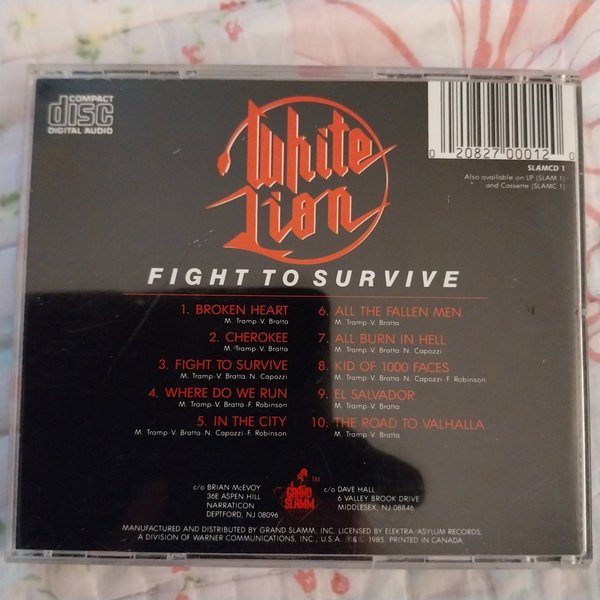 COMPACT
disc
DIGITAL AUDIO
White
Lion
0 20827 00012 0
SLAMCD 1
Also available on LP (SLAM 1)
and Cassette (SLAMC 1)
FIGHT TO SURVIVE
1. BROKEN HEART
M. Tramp·V. Bratta
2. CHEROKEE
M. Tramp·V. Bratta
3. FIGHT TO SURVIVE
M. Tramp·V. Bratta·N. Capozzi
4. WHERE DO WE RUN
M. Tramp·V. Bratta·F. Robinson
5. IN THE CITY
M. Tramp·V. Bratta·N. Capozzi·F. Robinson
6. ALL THE FALLEN MEN
M. Tramp·V. Bratta
7. ALL BURN IN HELL
M. Tramp·V. Bratta·N. Capozzi
8. KID OF 1000 FACES
M. Tramp·V. Bratta·N. Capozzi·F. Robinson
9. EL SALVADOR
M. Tramp·V. Bratta
10. THE ROAD TO VALHALLA
M. Tramp·V. Bratta·N. Capozzi
c/o BRIAN McEVOY
36E ASPEN HILL
NARRATICON
DEPTFORD, NJ 08096
GRAND
SLAMM
TM
c/o DAVE HALL
6 VALLEY BROOK DRIVE
MIDDLESEX, NJ 08846
MANUFACTURED AND DISTRIBUTED BY GRAND SLAMM, INC. LICENSED BY ELEKTRA/ASYLUM RECORDS.
A DIVISION OF WARNER COMMUNICATIONS, INC., U.S.A. ℗&© 1985. PRINTED IN CANADA.